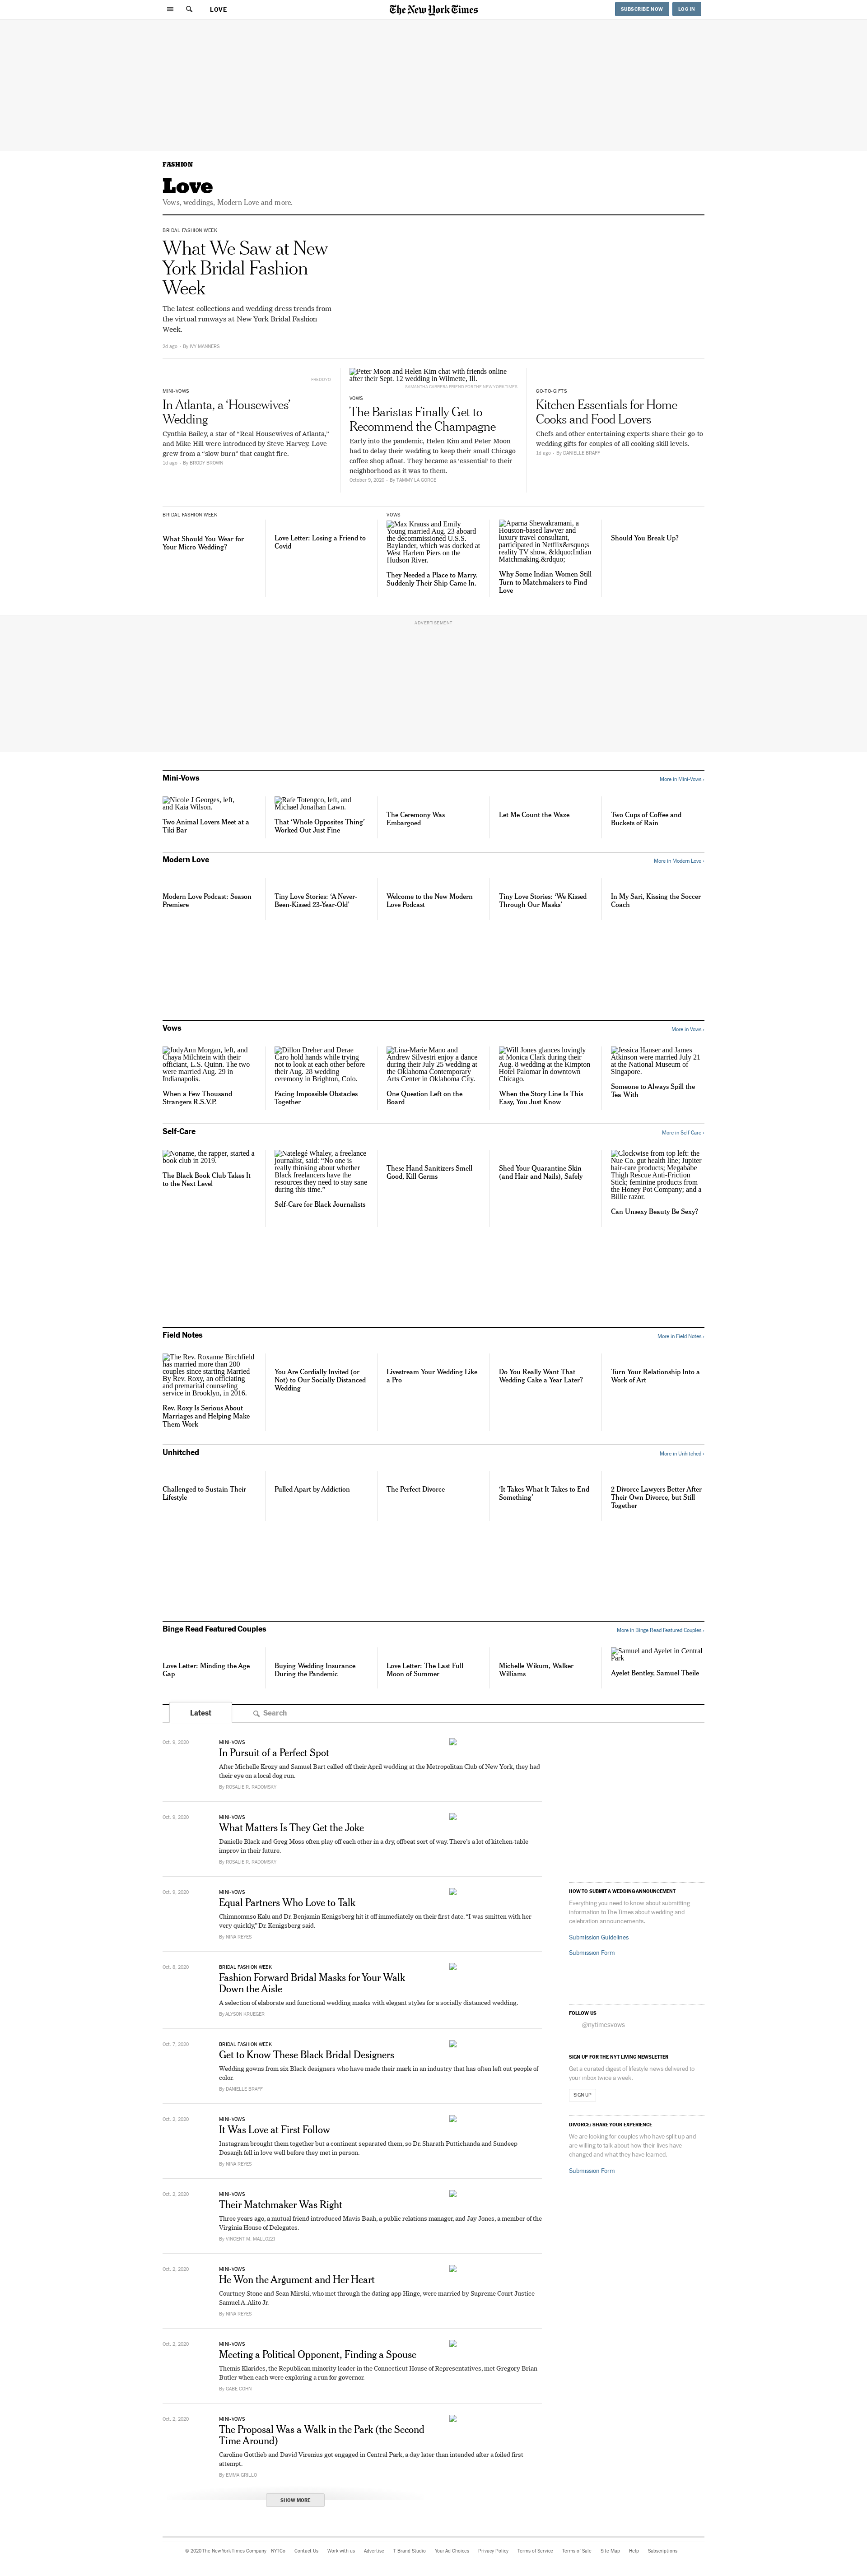 LOVE
The New York Times
SUBSCRIBE NOW
LOG IN
FASHION
Love
Vows, weddings, Modern Love and more.
BRIDAL FASHION WEEK
What We Saw at New
York Bridal Fashion
Week
The latest collections and wedding dress trends from
the virtual runways at New York Bridal Fashion
Week.
2d ago - By IVY MANNERS
PRESSYO
MINI-VOWS
In Atlanta, a ‘Housewives’
Wedding
Cynthia Bailey, a star of “Real Housewives of Atlanta,”
and Mike Hill were introduced by Steve Harvey. Love
grew from a “slow burn” that caught fire.
1d ago - By BRODY BROWN
Peter Moon and Helen Kim chat with friends online
after their Sept. 12 wedding in Wilmette, Ill.
SAMANTHA CABRERA FRIEND FOR THE NEW YORK TIMES
VOWS
The Baristas Finally Get to
Recommend the Champagne
Early into the pandemic, Helen Kim and Peter Moon
had to delay their wedding to keep their small Chicago
coffee shop afloat. They became as ‘essential’ to their
neighborhood as it was to them.
October 9, 2020 - By TAMMY LA GORCE
GO-TO-GIFTS
Kitchen Essentials for Home
Cooks and Food Lovers
Chefs and other entertaining experts share their go-to
wedding gifts for couples of all cooking skill levels.
1d ago - By DANIELLE BRAFF
BRIDAL FASHION WEEK
What Should You Wear for
Your Micro Wedding?
Love Letter: Losing a Friend to
Covid
VOWS
Max Krauss and Emily
Young married Aug. 23 aboard
the decommissioned U.S.S.
Baylander, which was docked at
West Harlem Piers on the
Hudson River.
They Needed a Place to Marry.
Suddenly Their Ship Came In.
Aparna Shewakramani, a
Houston-based lawyer and
luxury travel consultant,
participated in Netflix&rsquo;s
reality TV show, &ldquo;Indian
Matchmaking.&rdquo;
Why Some Indian Women Still
Turn to Matchmakers to Find
Love
Should You Break Up?
ADVERTISEMENT
Mini-Vows
More in Mini-Vows ›
Nicole J Georges, left,
and Kaia Wilson.
Two Animal Lovers Meet at a
Tiki Bar
Rafe Totengco, left, and
Michael Jonathan Lawn.
That ‘Whole Opposites Thing’
Worked Out Just Fine
The Ceremony Was
Embargoed
Let Me Count the Waze
Two Cups of Coffee and
Buckets of Rain
Modern Love
More in Modern Love ›
Modern Love Podcast: Season
Premiere
Tiny Love Stories: ‘A Never-
Been-Kissed 23-Year-Old’
Welcome to the New Modern
Love Podcast
Tiny Love Stories: ‘We Kissed
Through Our Masks’
In My Sari, Kissing the Soccer
Coach
Vows
More in Vows ›
JodyAnn Morgan, left, and
Chaya Milchtein with their
officiant, L.S. Quinn. The two
were married Aug. 29 in
Indianapolis.
When a Few Thousand
Strangers R.S.V.P.
Dillon Dreher and Derae
Caro hold hands while trying
not to look at each other before
their Aug. 28 wedding
ceremony in Brighton, Colo.
Facing Impossible Obstacles
Together
Lina-Marie Mano and
Andrew Silvestri enjoy a dance
during their July 25 wedding at
the Oklahoma Contemporary
Arts Center in Oklahoma City.
One Question Left on the
Board
Will Jones glances lovingly
at Monica Clark during their
Aug. 8 wedding at the Kimpton
Hotel Palomar in downtown
Chicago.
When the Story Line Is This
Easy, You Just Know
Jessica Hanser and James
Atkinson were married July 21
at the National Museum of
Singapore.
Someone to Always Spill the
Tea With
Self-Care
More in Self-Care ›
Noname, the rapper, started a
book club in 2019.
The Black Book Club Takes It
to the Next Level
Natelegé Whaley, a freelance
journalist, said: “No one is
really thinking about whether
Black freelancers have the
resources they need to stay sane
during this time.”
Self-Care for Black Journalists
These Hand Sanitizers Smell
Good, Kill Germs
Shed Your Quarantine Skin
(and Hair and Nails), Safely
Clockwise from top left: the
Nue Co. gut health line; Jupiter
hair-care products; Megababe
Thigh Rescue Anti-Friction
Stick; feminine products from
the Honey Pot Company; and a
Billie razor.
Can Unsexy Beauty Be Sexy?
Field Notes
More in Field Notes ›
The Rev. Roxanne Birchfield
has married more than 200
couples since starting Married
By Rev. Roxy, an officiating
and premarital counseling
service in Brooklyn, in 2016.
Rev. Roxy Is Serious About
Marriages and Helping Make
Them Work
You Are Cordially Invited (or
Not) to Our Socially Distanced
Wedding
Livestream Your Wedding Like
a Pro
Do You Really Want That
Wedding Cake a Year Later?
Turn Your Relationship Into a
Work of Art
Unhitched
More in Unhitched ›
Challenged to Sustain Their
Lifestyle
Pulled Apart by Addiction
The Perfect Divorce
‘It Takes What It Takes to End
Something’
2 Divorce Lawyers Better After
Their Own Divorce, but Still
Together
Binge Read Featured Couples
More in Binge Read Featured Couples ›
Love Letter: Minding the Age
Gap
Buying Wedding Insurance
During the Pandemic
Love Letter: The Last Full
Moon of Summer
Michelle Wikum, Walker
Williams
Samuel and Ayelet in Central
Park
Ayelet Bentley, Samuel Tbeile
Latest
Search
Oct. 9, 2020
MINI-VOWS
In Pursuit of a Perfect Spot
After Michelle Krozy and Samuel Bart called off their April wedding at the Metropolitan Club of New York, they had
their eye on a local dog run.
By ROSALIE R. RADOMSKY
Oct. 9, 2020
MINI-VOWS
What Matters Is They Get the Joke
Danielle Black and Greg Moss often play off each other in a dry, offbeat sort of way. There’s a lot of kitchen-table
improv in their future.
By ROSALIE R. RADOMSKY
Oct. 9, 2020
MINI-VOWS
Equal Partners Who Love to Talk
Chimnomnso Kalu and Dr. Benjamin Kenigsberg hit it off immediately on their first date. “I was smitten with her
very quickly,” Dr. Kenigsberg said.
By NINA REYES
Oct. 8, 2020
BRIDAL FASHION WEEK
Fashion Forward Bridal Masks for Your Walk
Down the Aisle
A selection of elaborate and functional wedding masks with elegant styles for a socially distanced wedding.
By ALYSON KRUEGER
Oct. 7, 2020
BRIDAL FASHION WEEK
Get to Know These Black Bridal Designers
Wedding gowns from six Black designers who have made their mark in an industry that has often left out people of
color.
By DANIELLE BRAFF
Oct. 2, 2020
MINI-VOWS
It Was Love at First Follow
Instagram brought them together but a continent separated them, so Dr. Sharath Puttichanda and Sundeep
Dosanjh fell in love well before they met in person.
By NINA REYES
Oct. 2, 2020
MINI-VOWS
Their Matchmaker Was Right
Three years ago, a mutual friend introduced Mavis Baah, a public relations manager, and Jay Jones, a member of the
Virginia House of Delegates.
By VINCENT M. MALLOZZI
Oct. 2, 2020
MINI-VOWS
He Won the Argument and Her Heart
Courtney Stone and Sean Mirski, who met through the dating app Hinge, were married by Supreme Court Justice
Samuel A. Alito Jr.
By NINA REYES
Oct. 2, 2020
MINI-VOWS
Meeting a Political Opponent, Finding a Spouse
Themis Klarides, the Republican minority leader in the Connecticut House of Representatives, met Gregory Brian
Butler when each were exploring a run for governor.
By GABE COHN
Oct. 2, 2020
MINI-VOWS
The Proposal Was a Walk in the Park (the Second
Time Around)
Caroline Gottlieb and David Virenius got engaged in Central Park, a day later than intended after a foiled first
attempt.
By EMMA GRILLO
SHOW MORE
HOW TO SUBMIT A WEDDING ANNOUNCEMENT
Everything you need to know about submitting
information to The Times about wedding and
celebration announcements.
Submission Guidelines
Submission Form
FOLLOW US
@nytimesvows
SIGN UP FOR THE NYT LIVING NEWSLETTER
Get a curated digest of lifestyle news delivered to
your inbox twice a week.
SIGN UP
DIVORCE: SHARE YOUR EXPERIENCE
We are looking for couples who have split up and
are willing to talk about how their lives have
changed and what they have learned.
Submission Form
© 2020 The New York Times Company NYTCo Contact Us Work with us Advertise T Brand Studio Your Ad Choices Privacy Policy Terms of Service Terms of Sale Site Map Help Subscriptions